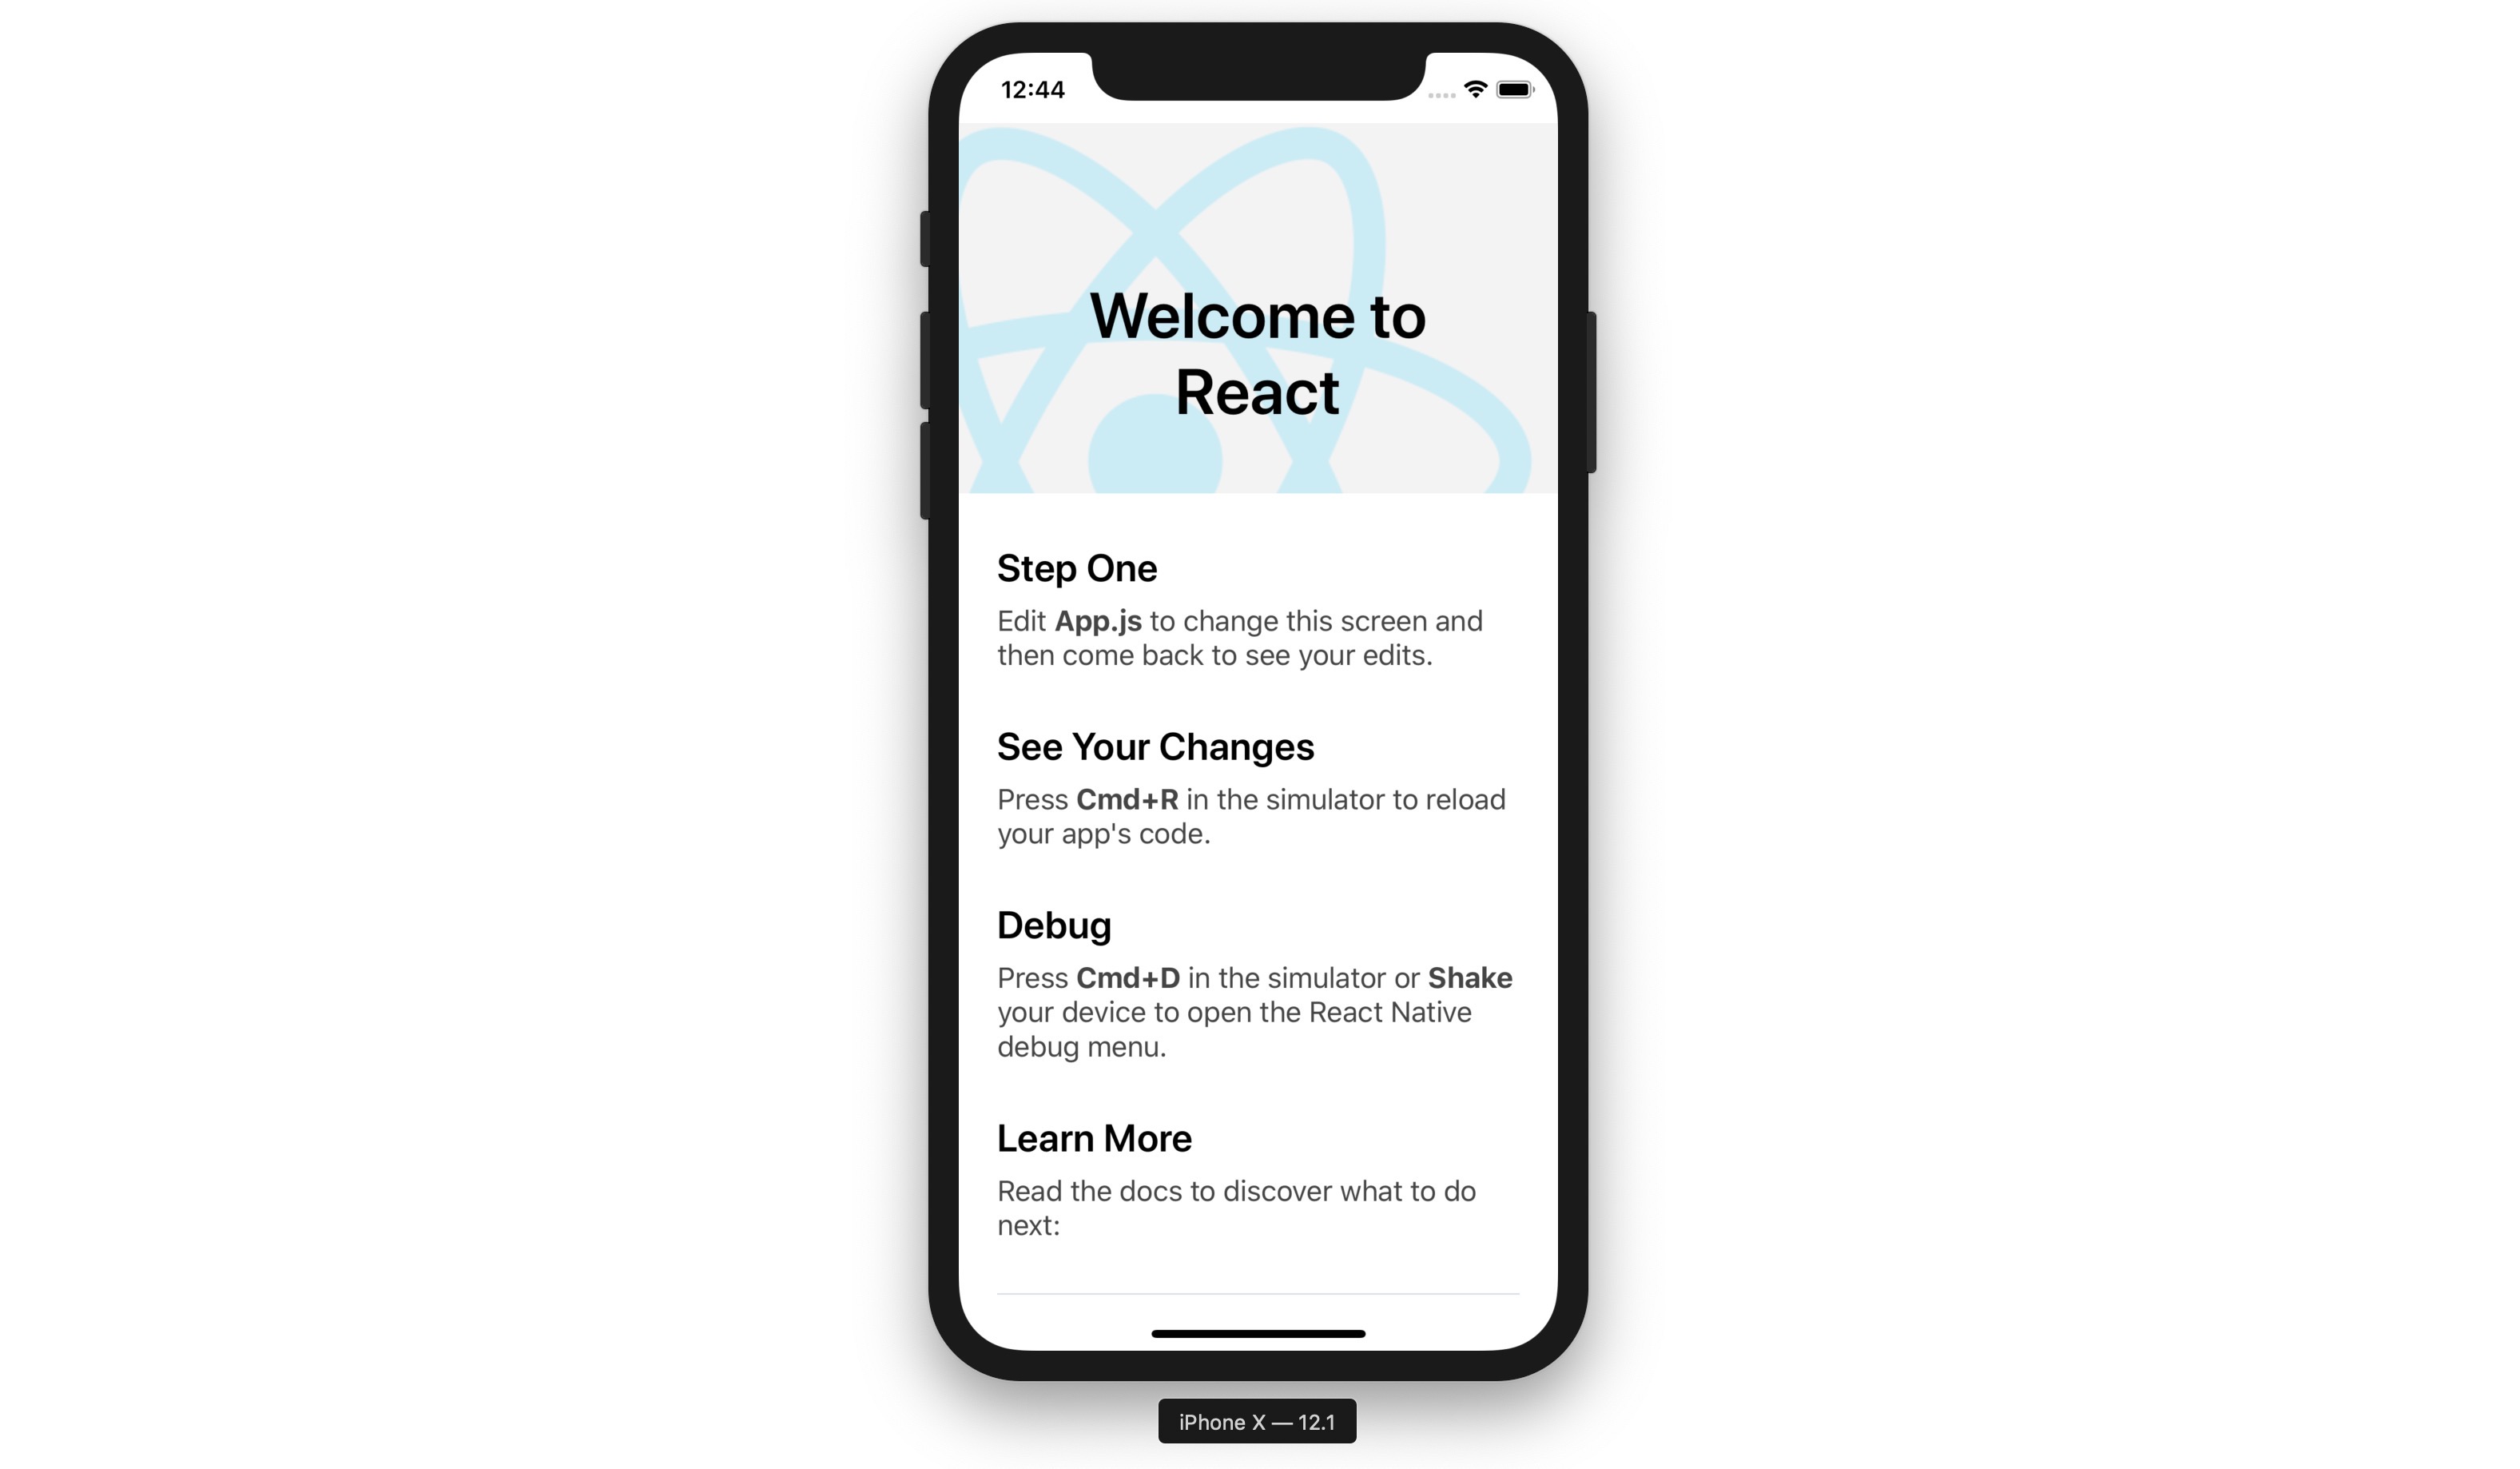 12:44
Welcome to
React
Step One
Edit App.js to change this screen and
then come back to see your edits.
See Your Changes
Press Cmd+R in the simulator to reload
your app's code.
Debug
Press Cmd+D in the simulator or Shake
your device to open the React Native
debug menu.
Learn More
Read the docs to discover what to do
next:
iPhone X — 12.1